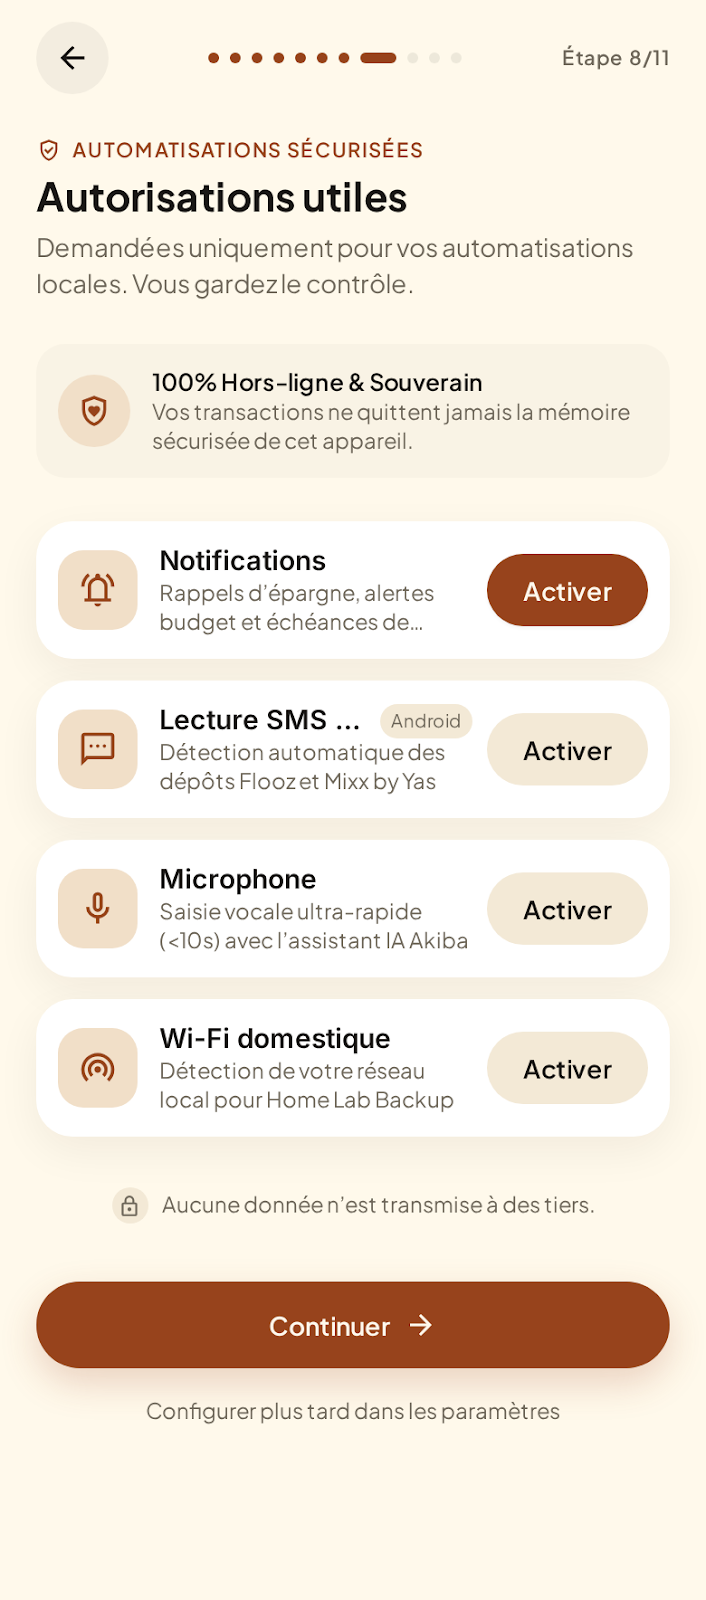 Étape 8/11
AUTOMATISATIONS SÉCURISÉES
Autorisations utiles
Demandées uniquement pour vos automatisations
locales. Vous gardez le contrôle.
100% Hors-ligne & Souverain
Vos transactions ne quittent jamais la mémoire
sécurisée de cet appareil.
Notifications
Rappels d’épargne, alertes
budget et échéances de…
Activer
Lecture SMS … Android
Détection automatique des
dépôts Flooz et Mixx by Yas
Activer
Microphone
Saisie vocale ultra-rapide
(<10s) avec l’assistant IA Akiba
Activer
Wi-Fi domestique
Détection de votre réseau
local pour Home Lab Backup
Activer
Aucune donnée n’est transmise à des tiers.
Continuer
Configurer plus tard dans les paramètres